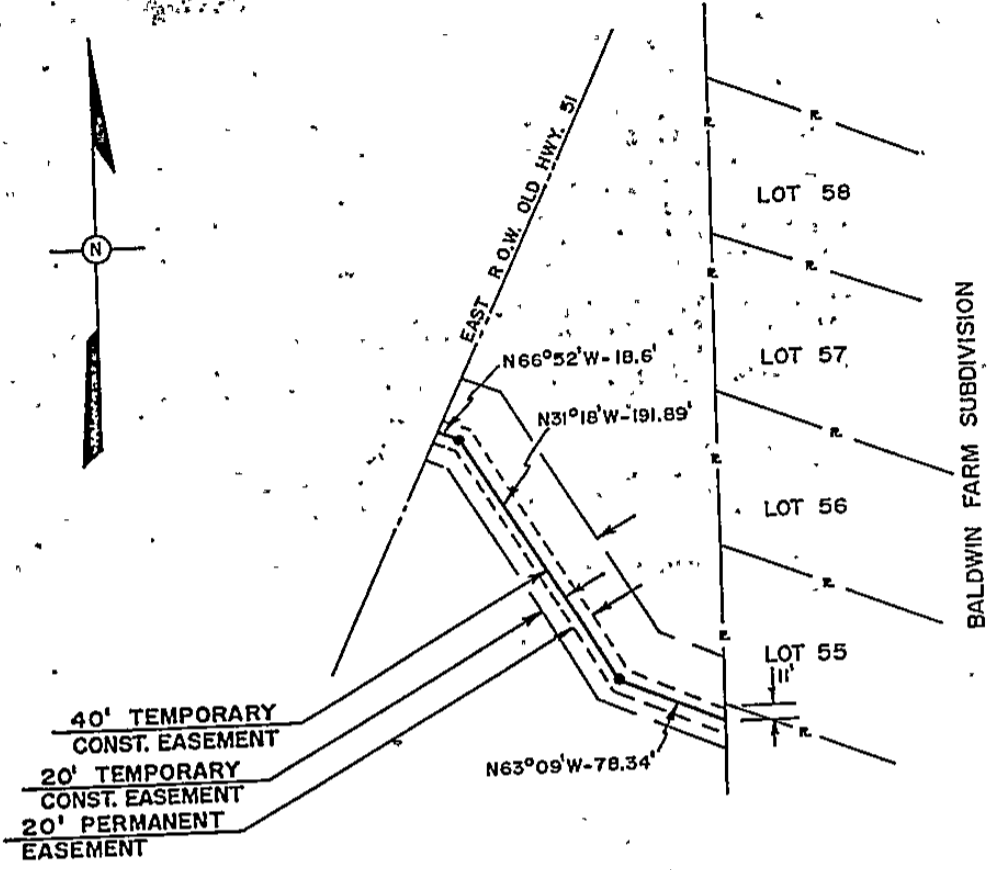 N
EAST R.O.W. OLD HWY. 51
LOT 58
LOT 57
LOT 56
LOT 55
11'
BALDWIN FARM SUBDIVISION
N66°52'W-18.6'
N31°18'W-191.89'
N63°09'W-78.34'
40' TEMPORARY
CONST. EASEMENT
20' TEMPORARY
CONST. EASEMENT
20' PERMANENT
EASEMENT